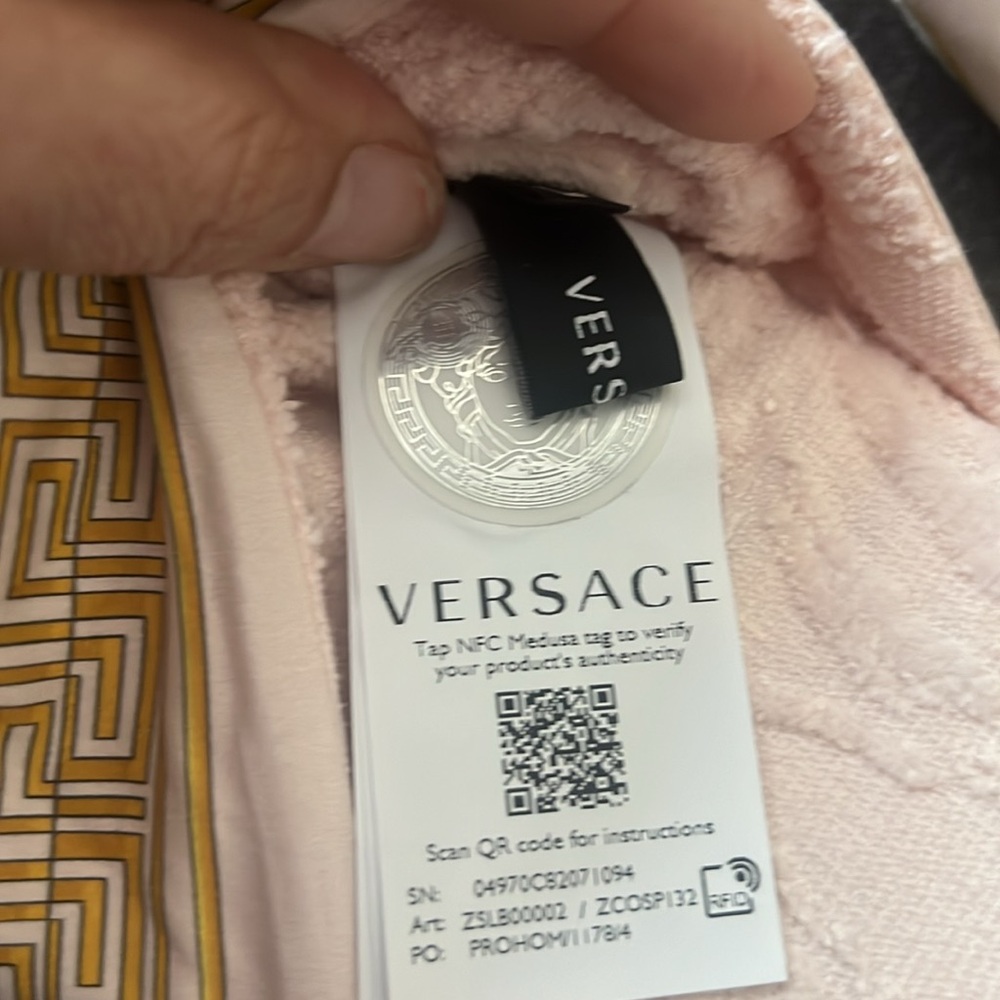 VERS
VERSACE
Tap NFC Medusa tag to verify
your product's authenticity
Scan QR code for instructions
SN: 04970C82071094
Art: ZSLB00002 / ZCOSP132
RFID
PO: PROHOM/1178/4